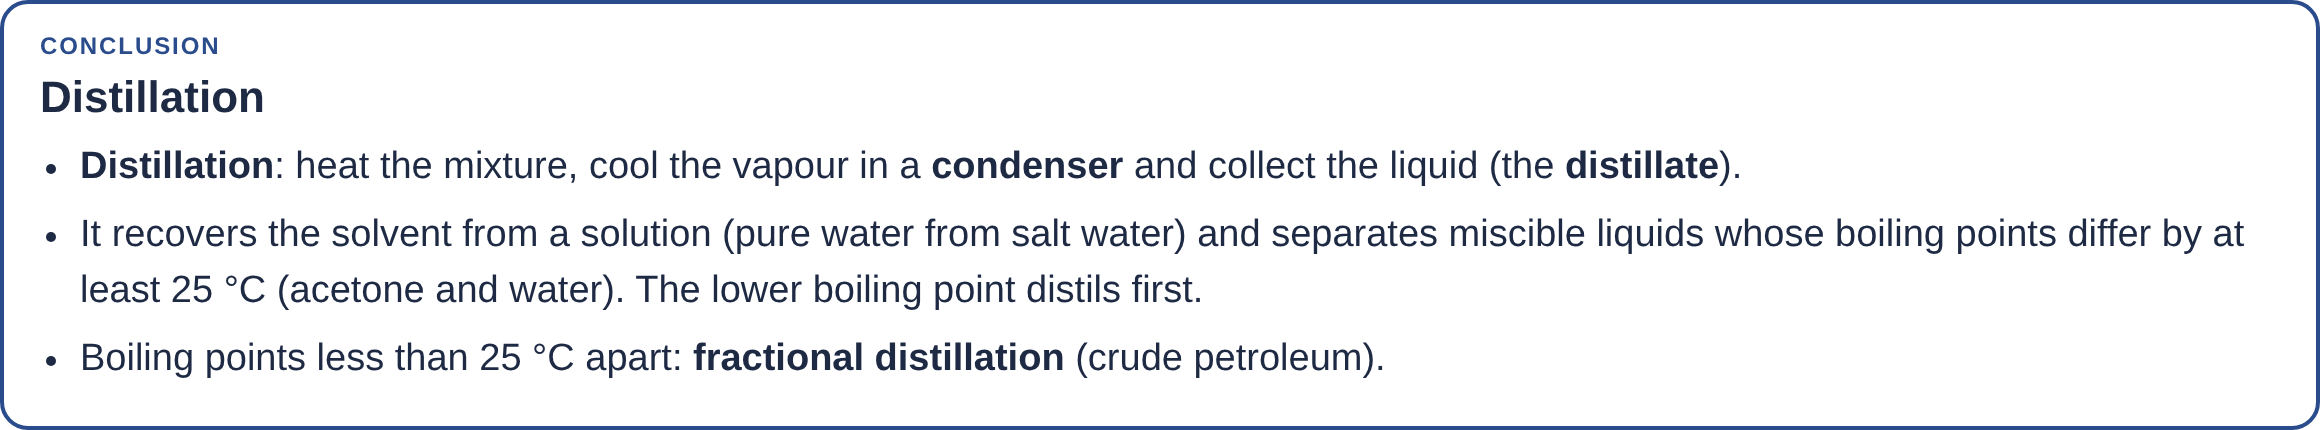 CONCLUSION
Distillation
• Distillation: heat the mixture, cool the vapour in a condenser and collect the liquid (the distillate).
• It recovers the solvent from a solution (pure water from salt water) and separates miscible liquids whose boiling points differ by at
least 25 °C (acetone and water). The lower boiling point distils first.
• Boiling points less than 25 °C apart: fractional distillation (crude petroleum).